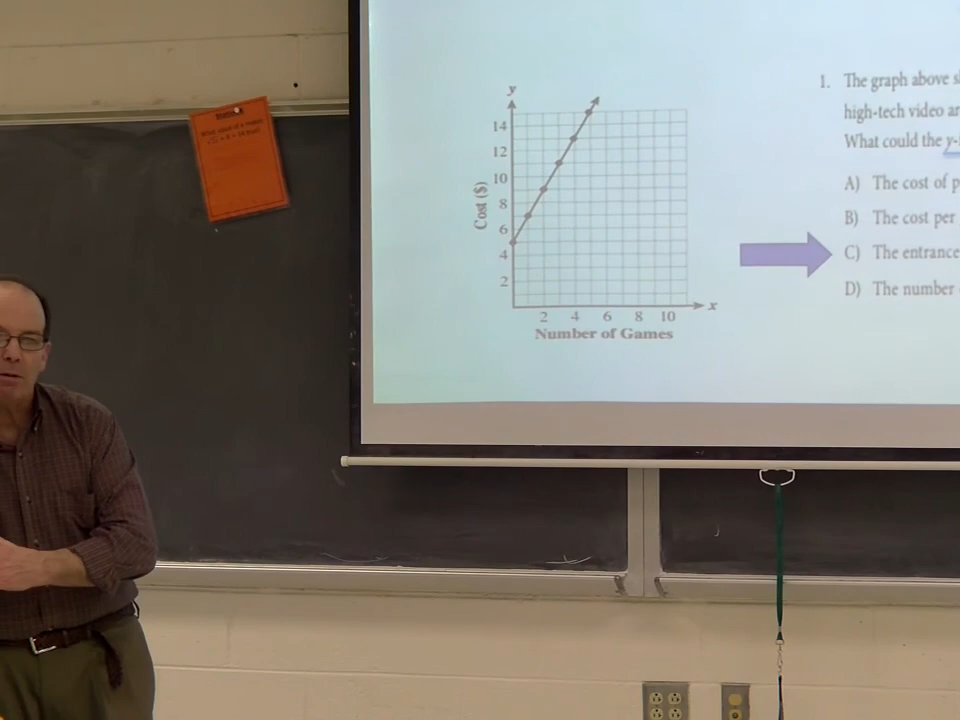 y
14
12
10
8
6
4
2
Cost ($)
2 4 6 8 10
x
Number of Games
1. The graph above
high-tech video
What could the
A) The cost of
B) The cost per
C) The entrance
D) The number